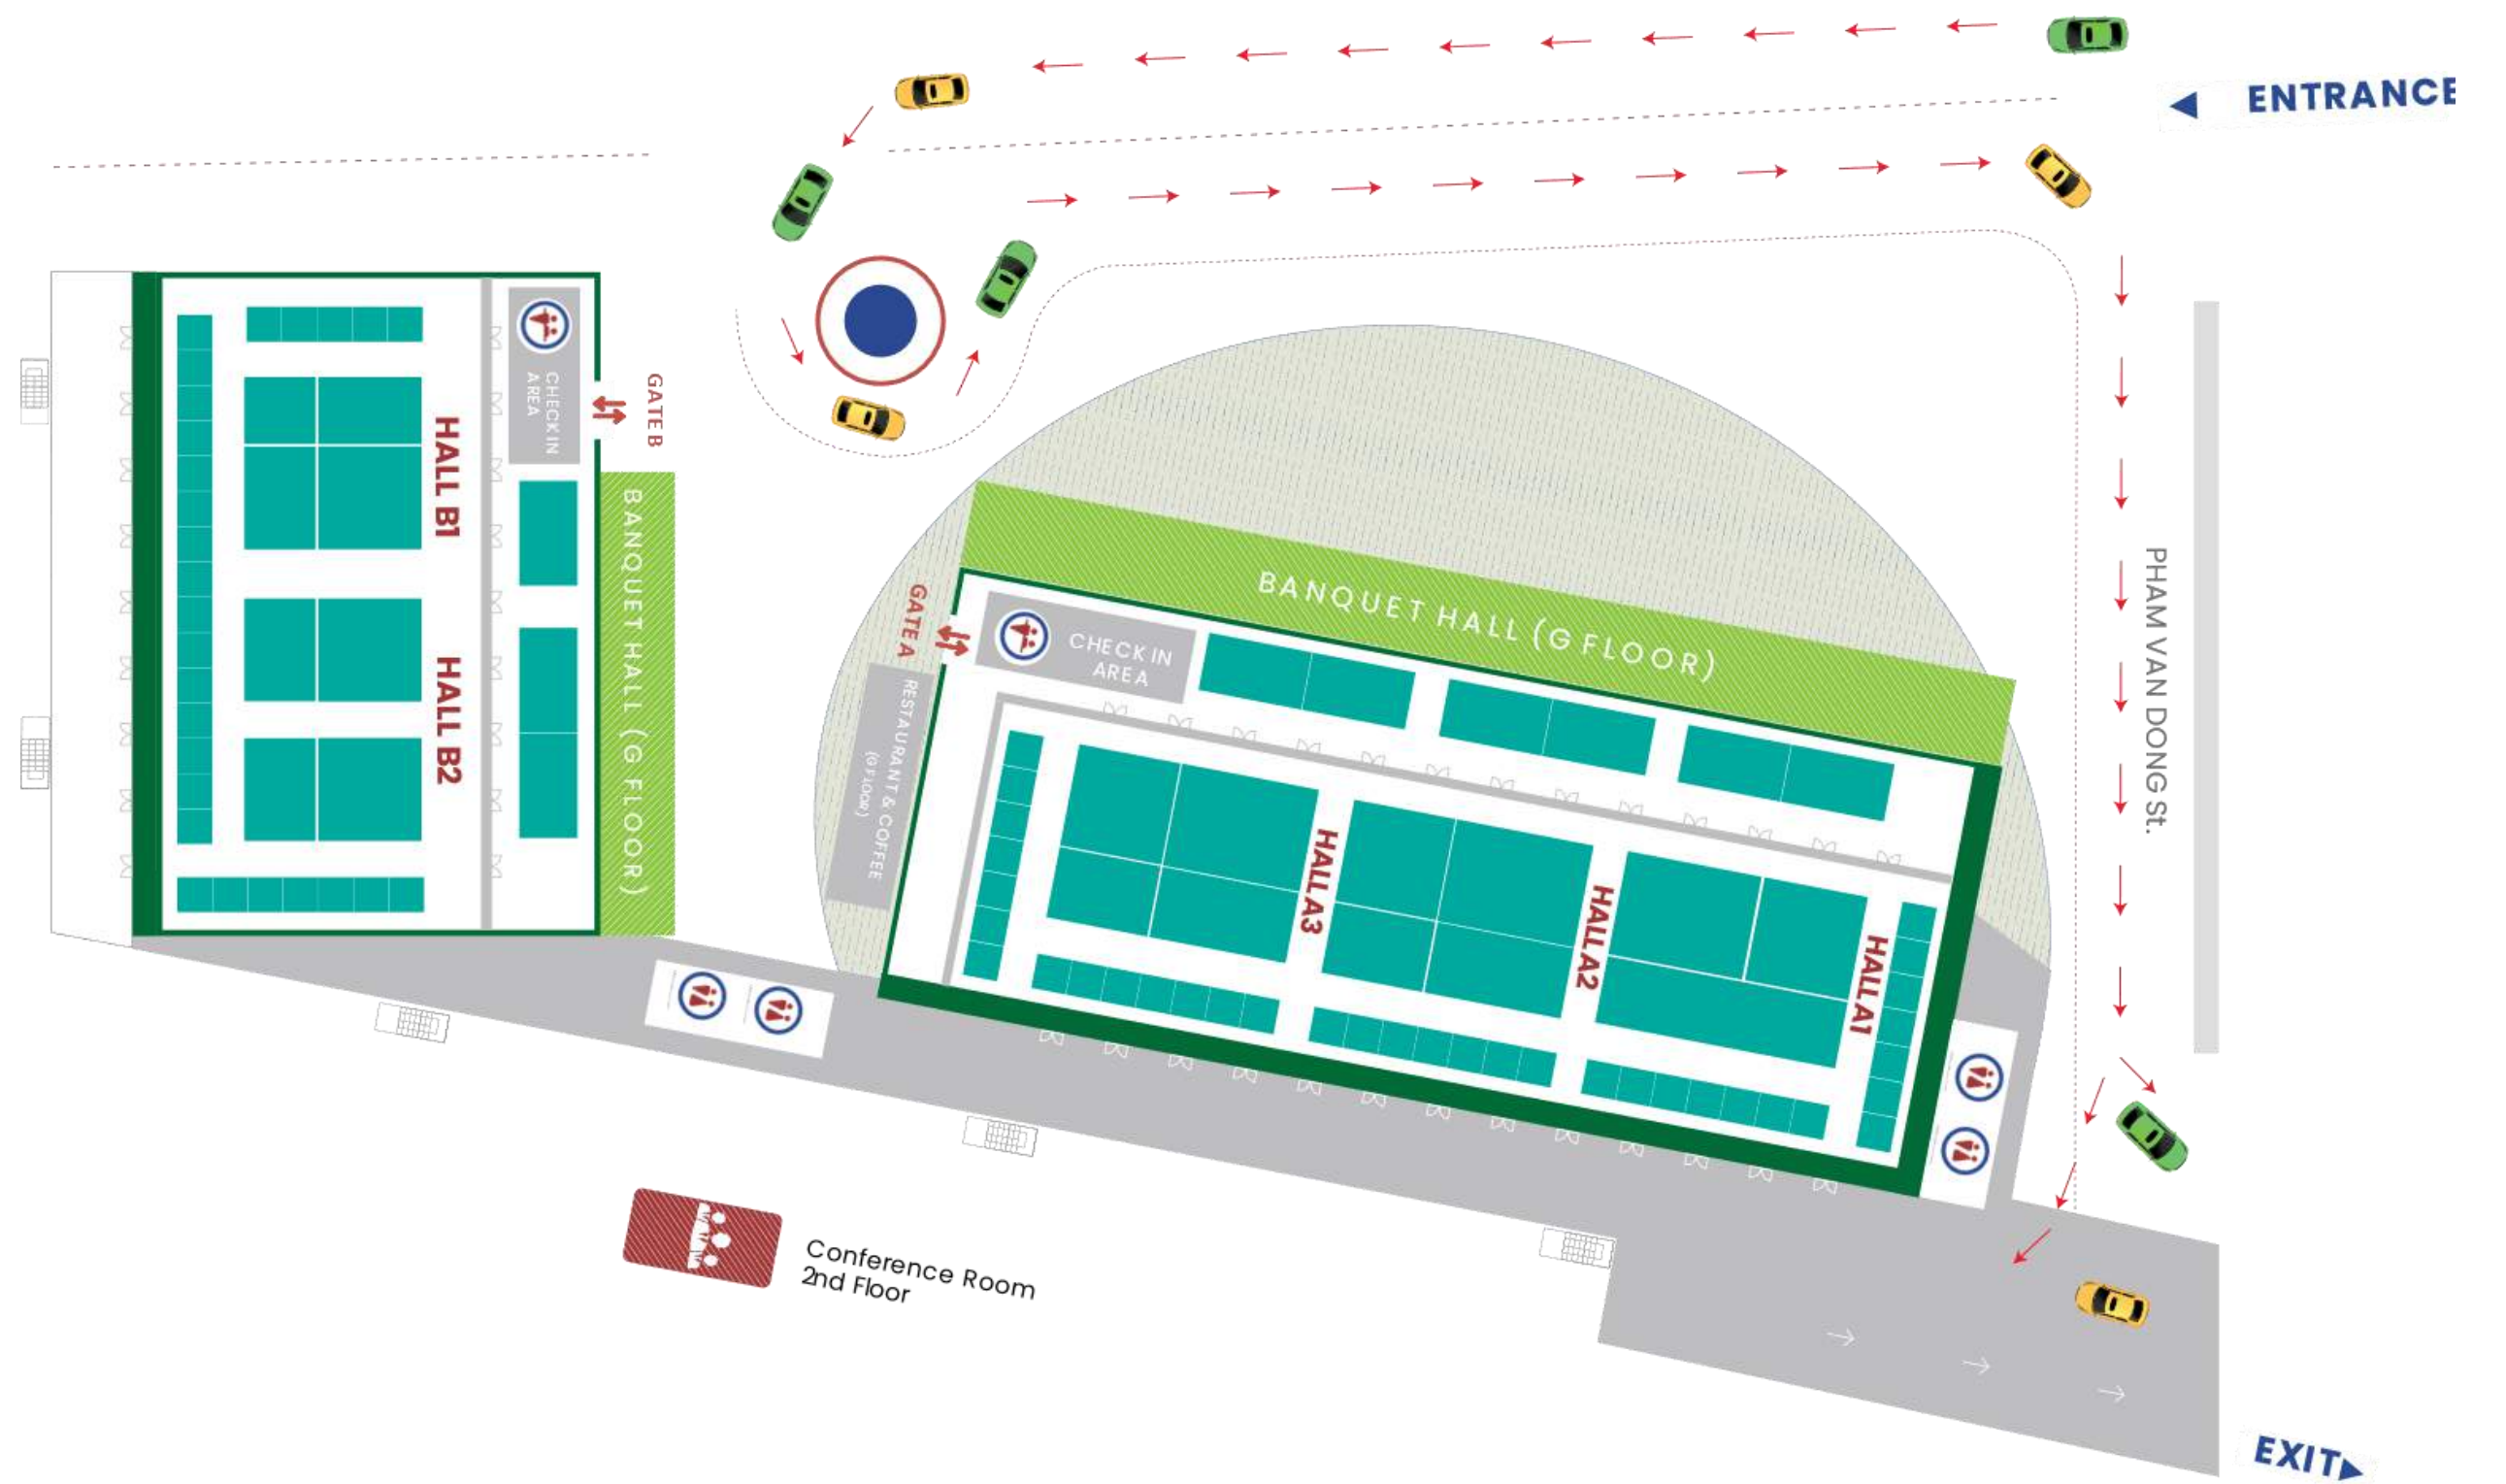 ENTRANCE
GATE B
CHECK IN
AREA
HALL B1
HALL B2
BANQUET HALL (G FLOOR)
BANQUET HALL (G FLOOR)
GATE A
CHECK IN
AREA
RESTAURANT & COFFEE
(G FLOOR)
HALL A3
HALL A2
HALL A1
PHAM VAN DONG St.
Conference Room
2nd Floor
EXIT